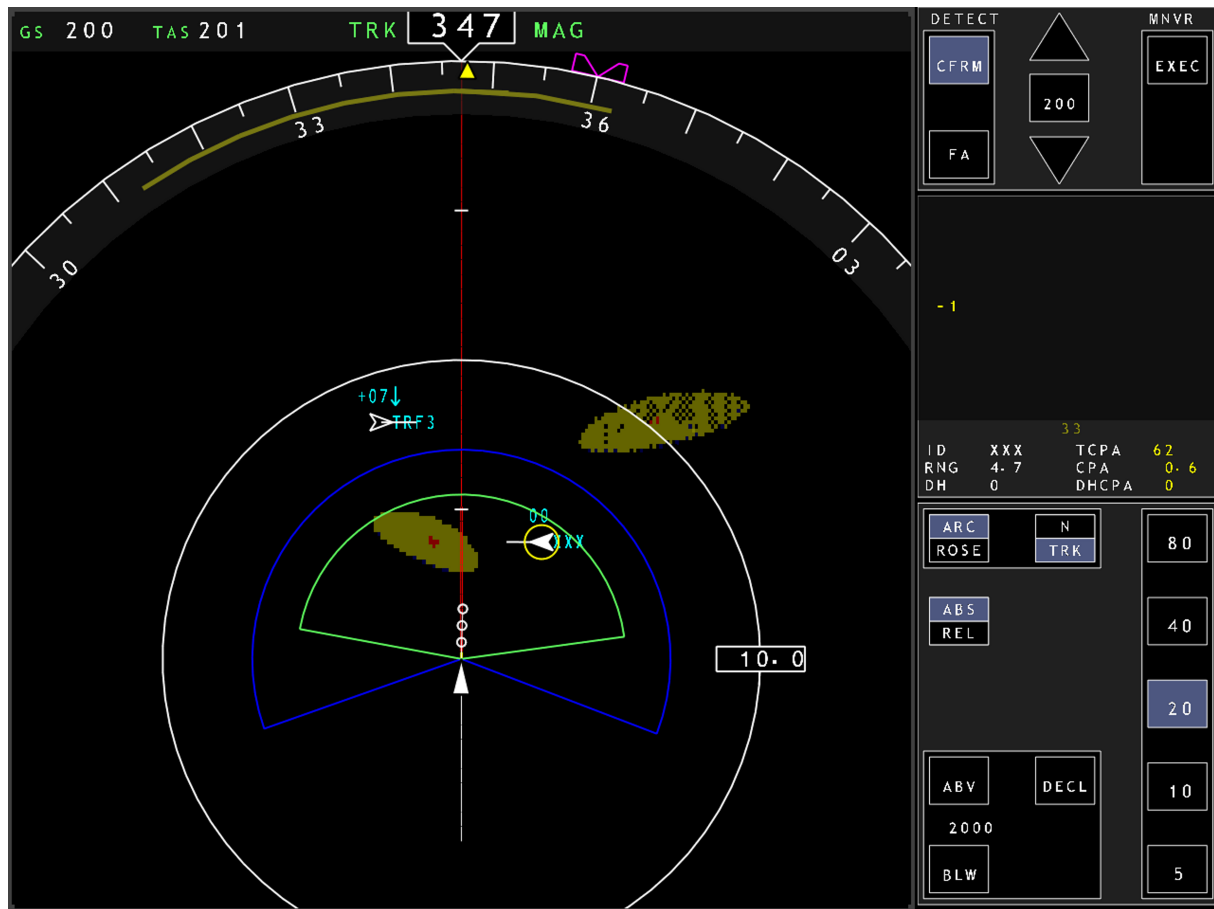 GS 200 TAS 201 TRK 347 MAG
33
36
30
03
+07↓
TRF3
00
XXX
10.0
DETECT
MNVR
CFRM
EXEC
200
FA
-1
33
ID XXX TCPA 62
RNG 4.7 CPA 0.6
DH 0 DHCPA 0
ARC
ROSE
N
TRK
80
ABS
REL
40
20
ABV
DECL
10
2000
BLW
5